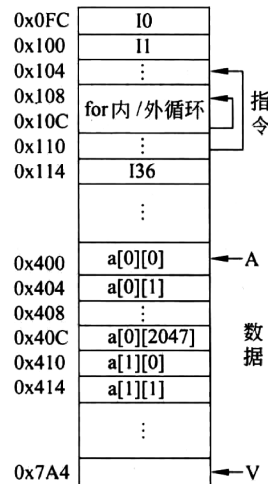 0x0FC I0
0x100 I1
0x104 ⋮
0x108
for内/外循环
0x10C
0x110 ⋮
0x114 I36
指令
⋮
0x400 a[0][0] A
0x404 a[0][1]
0x408 ⋮
0x40C a[0][2047]
0x410 a[1][0]
0x414 a[1][1]
数据
⋮
0x7A4 V